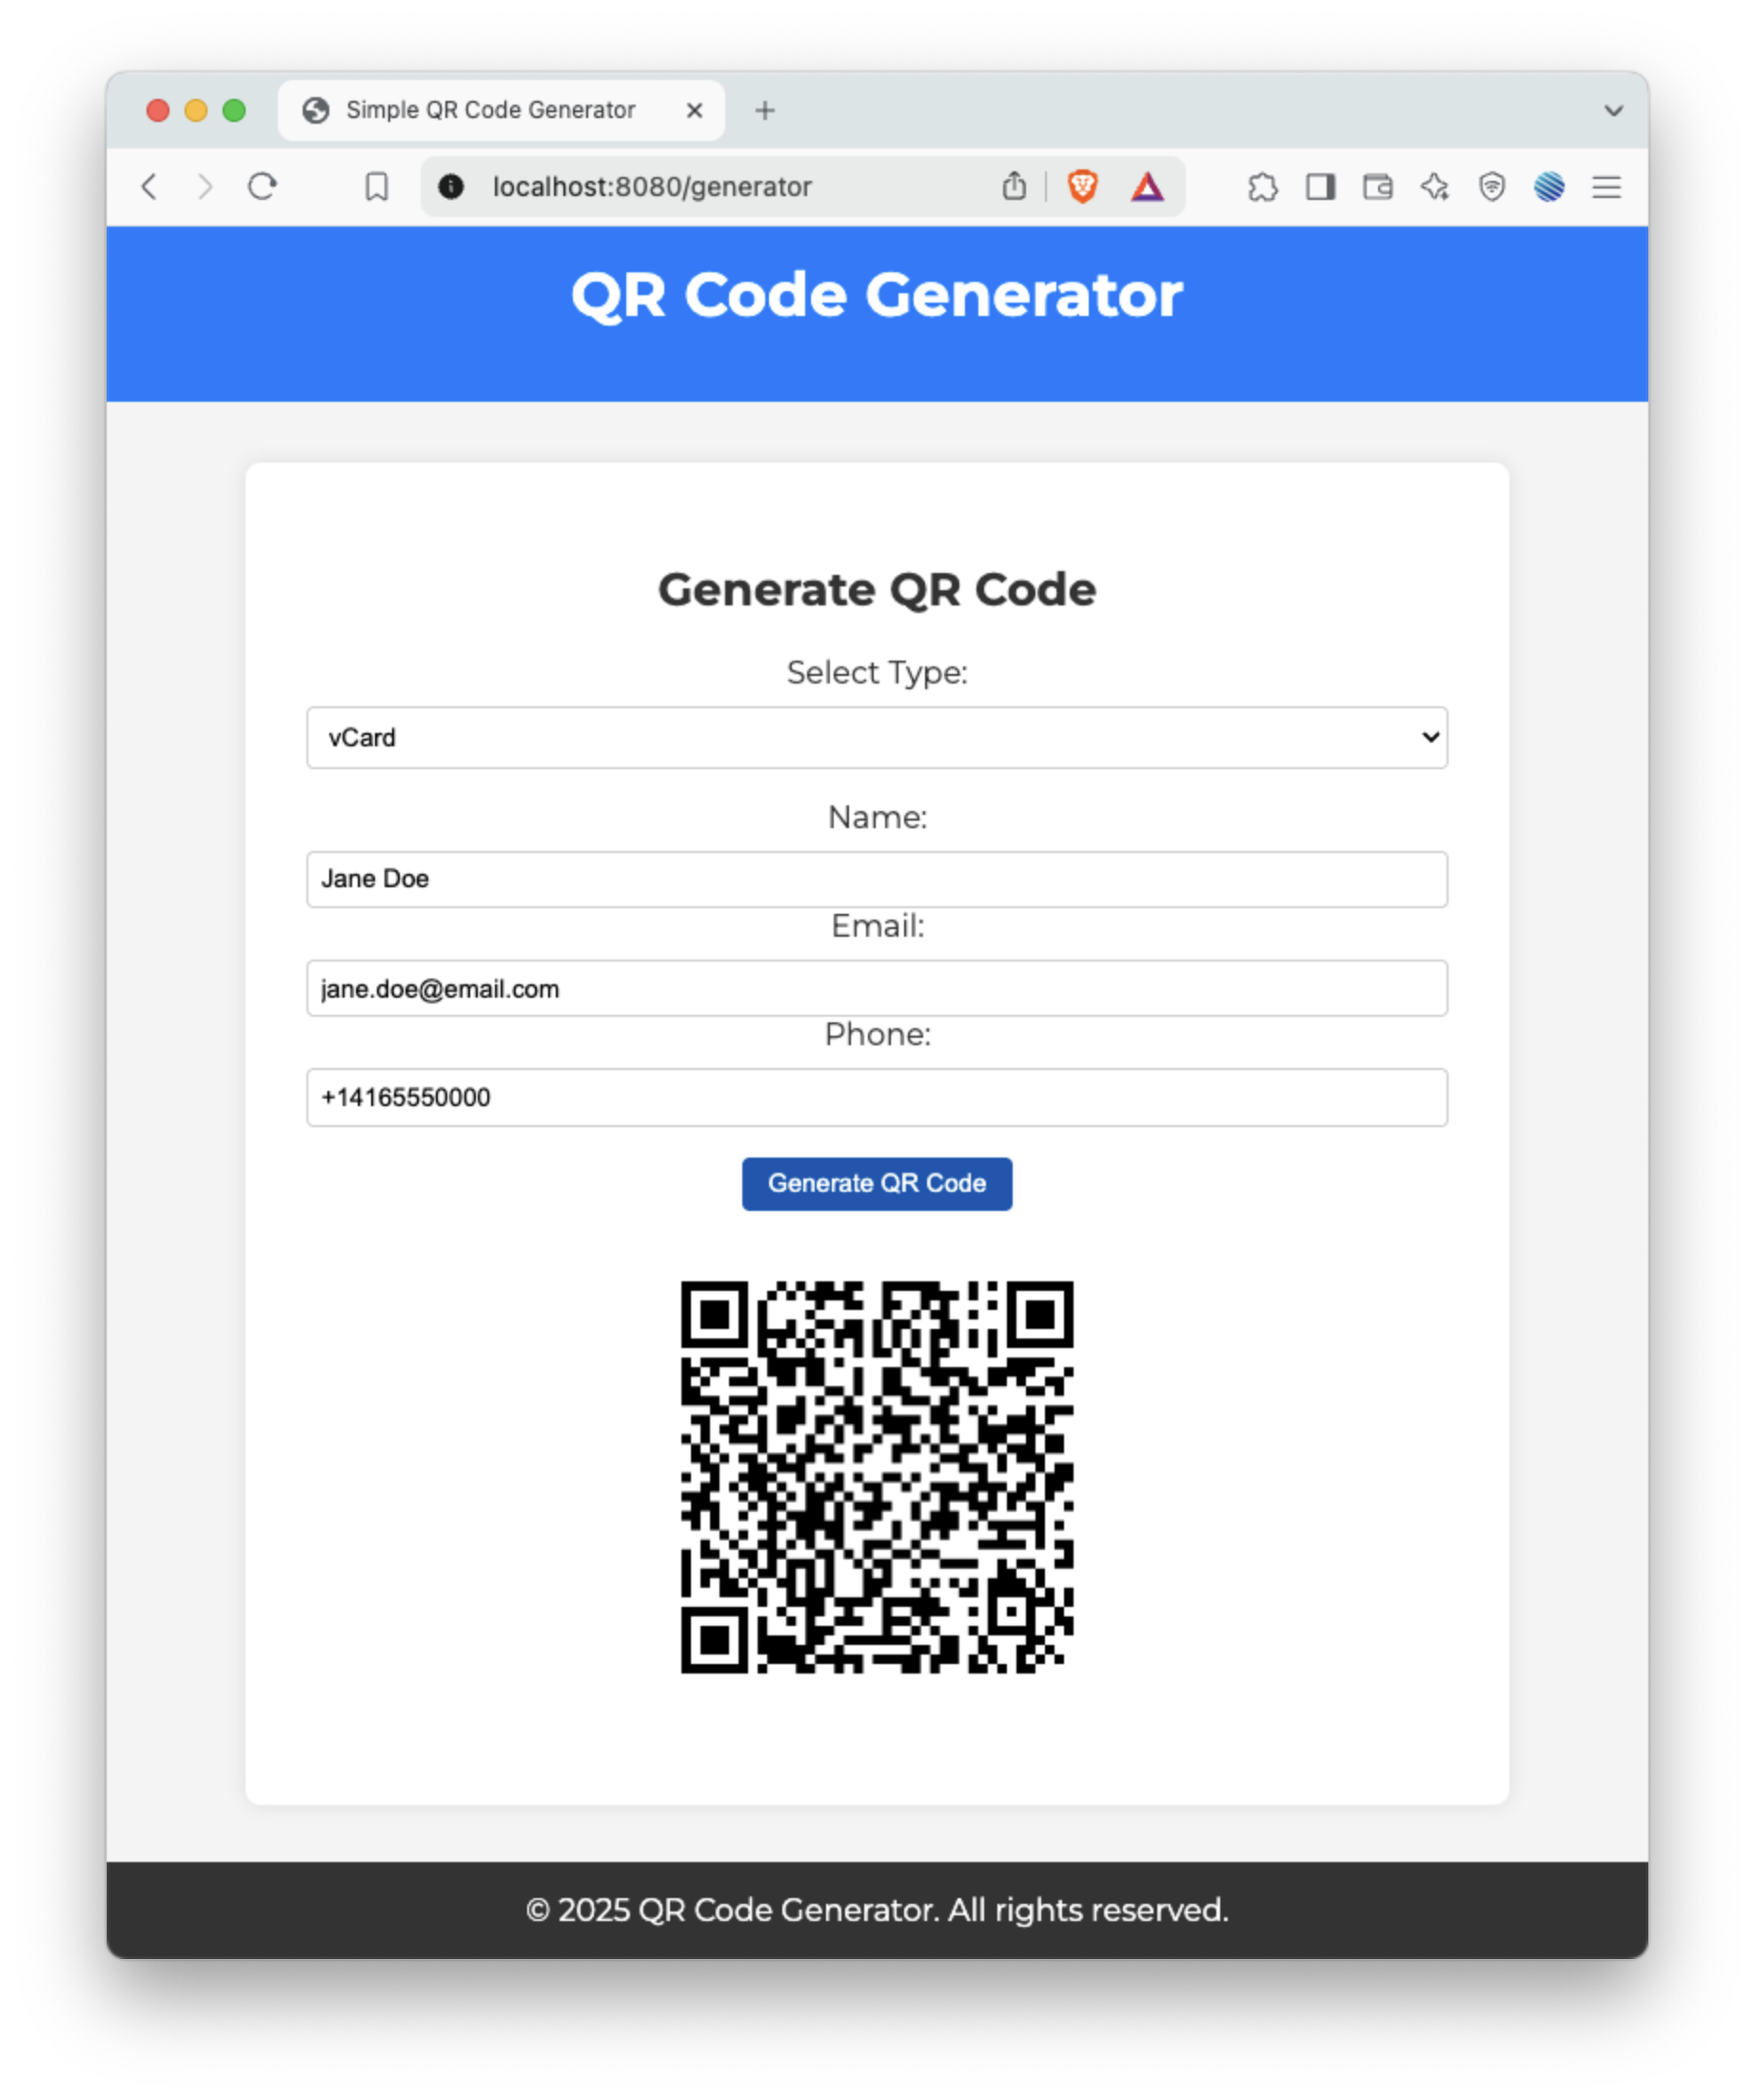 Simple QR Code Generator
localhost:8080/generator
QR Code Generator
Generate QR Code
Select Type:
vCard
Name:
Jane Doe
Email:
jane.doe@email.com
Phone:
+14165550000
Generate QR Code
© 2025 QR Code Generator. All rights reserved.